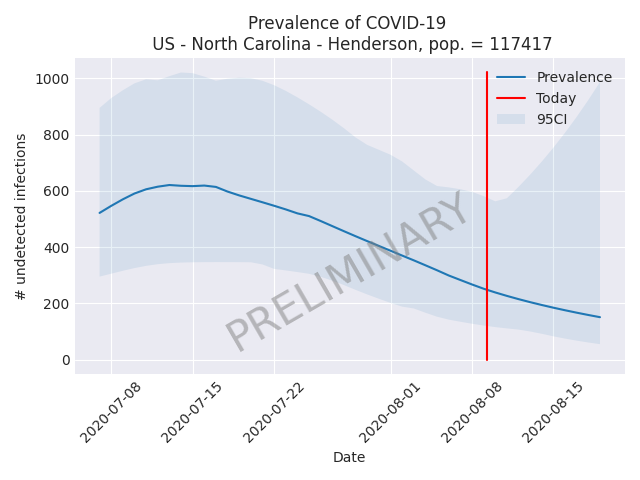 Prevalence of COVID-19
US - North Carolina - Henderson, pop. = 117417
Prevalence
Today
95CI
1000
800
600
400
200
0
# undetected infections
PRELIMINARY
2020-07-08
2020-07-15
2020-07-22
2020-08-01
2020-08-08
2020-08-15
Date